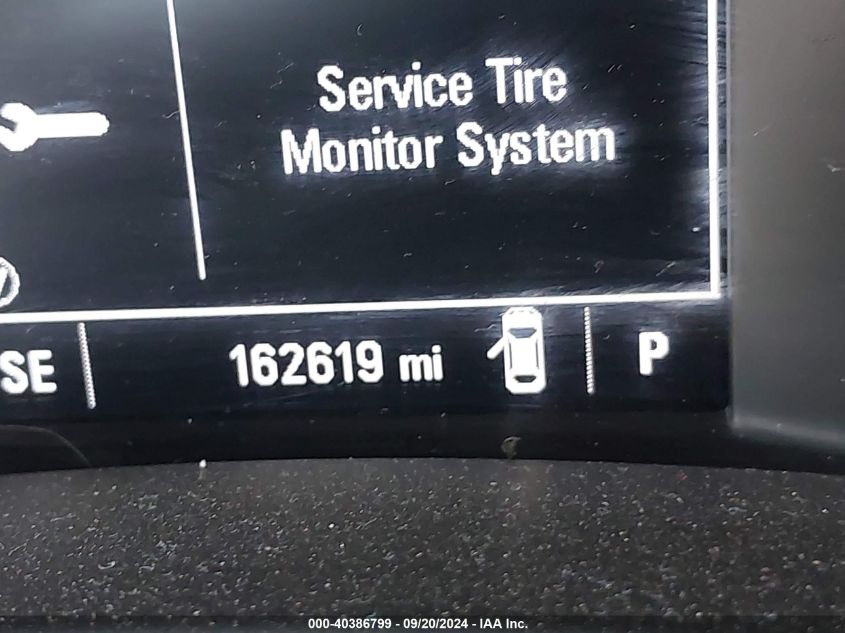 Service Tire
Monitor System
SE 162619 mi P
000-40386799 - 09/20/2024 - IAA Inc.